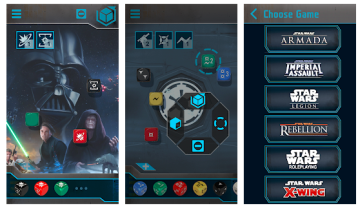 Choose Game
STAR WARS
ARMADA
STAR WARS
IMPERIAL
ASSAULT
STAR
WARS
LEGION
STAR WARS
REBELLION
STAR
WARS
ROLEPLAYING
STAR WARS
X-WING